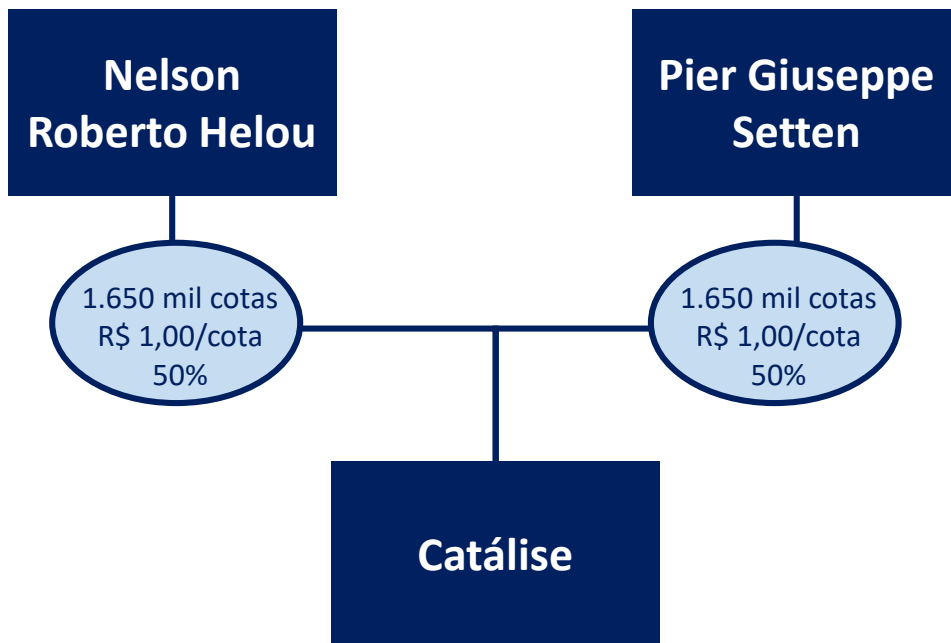 Nelson
Roberto Helou
Pier Giuseppe
Setten
1.650 mil cotas
R$ 1,00/cota
50%
1.650 mil cotas
R$ 1,00/cota
50%
Catálise